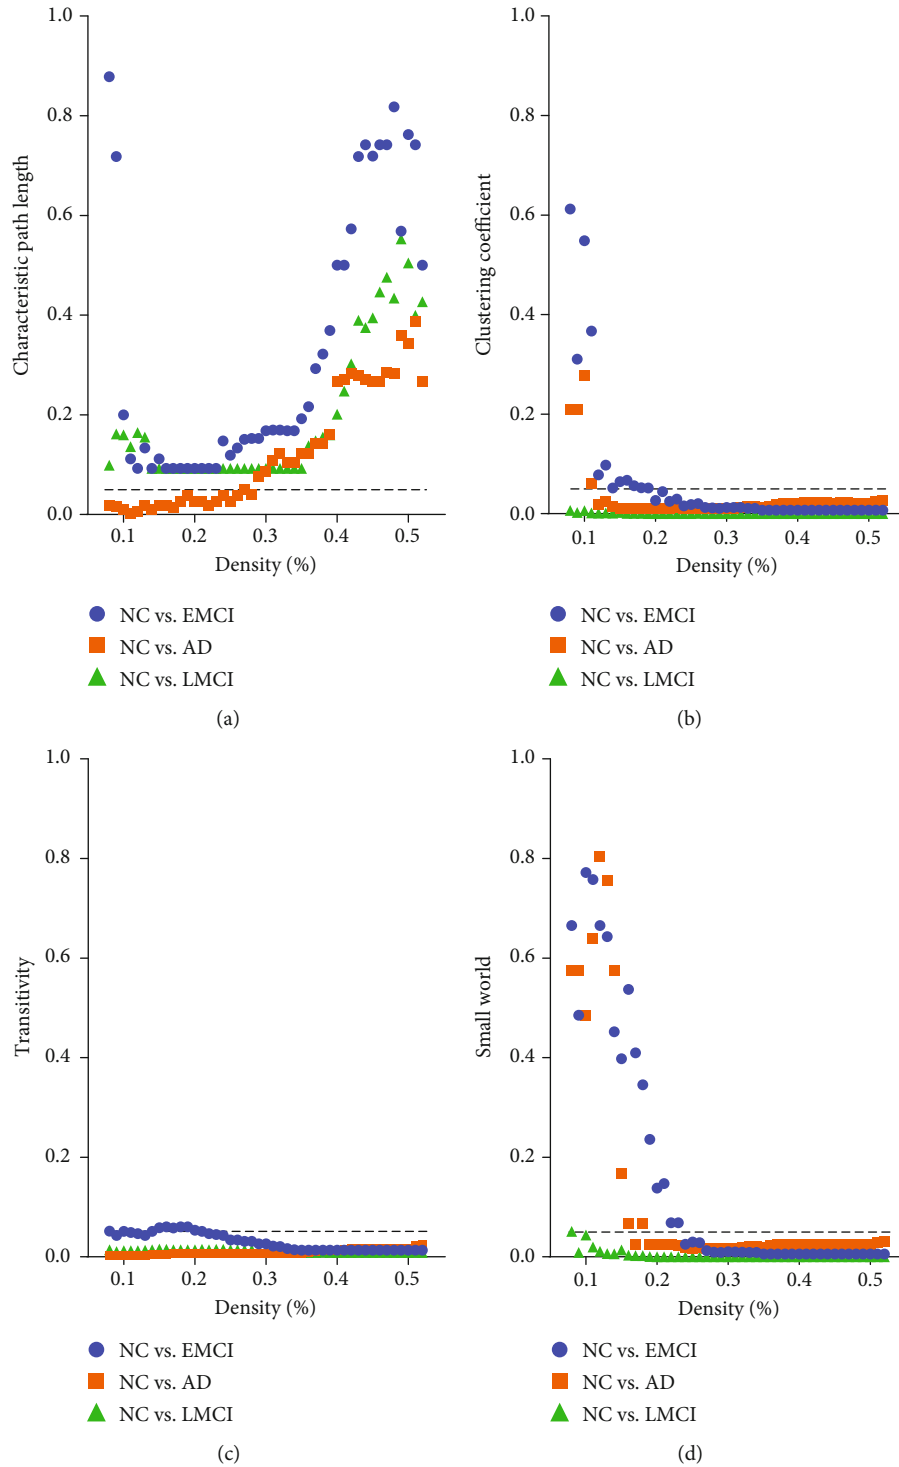 1.0
0.8
0.6
0.4
0.2
0.0
Characteristic path length
0.1 0.2 0.3 0.4 0.5
Density (%)
NC vs. EMCI
NC vs. AD
NC vs. LMCI
(a)
1.0
0.8
0.6
0.4
0.2
0.0
Clustering coefficient
0.1 0.2 0.3 0.4 0.5
Density (%)
NC vs. EMCI
NC vs. AD
NC vs. LMCI
(b)
1.0
0.8
0.6
0.4
0.2
0.0
Transitivity
0.1 0.2 0.3 0.4 0.5
Density (%)
NC vs. EMCI
NC vs. AD
NC vs. LMCI
(c)
1.0
0.8
0.6
0.4
0.2
0.0
Small world
0.1 0.2 0.3 0.4 0.5
Density (%)
NC vs. EMCI
NC vs. AD
NC vs. LMCI
(d)